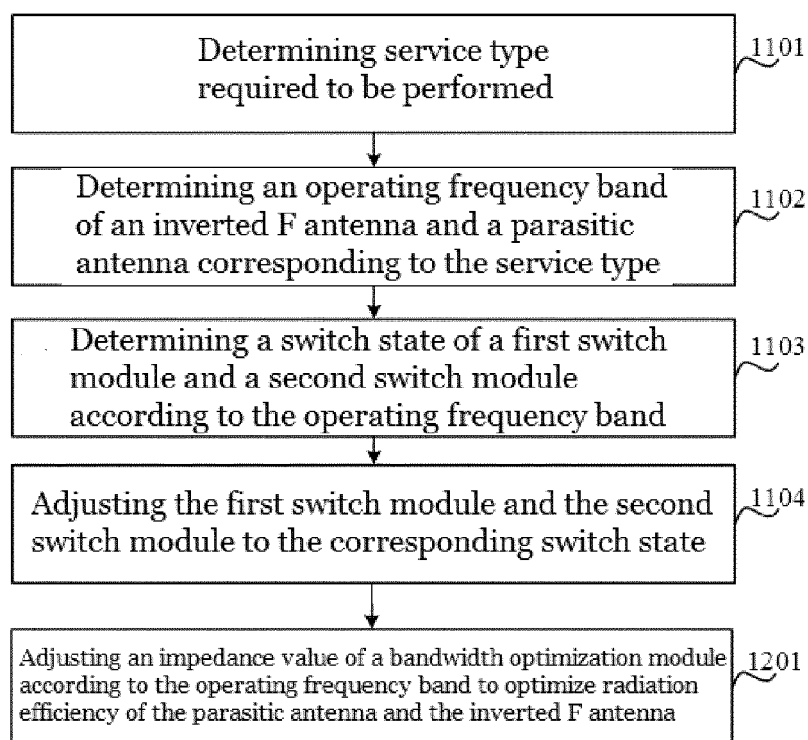 Determining service type
required to be performed
1101
Determining an operating frequency band
of an inverted F antenna and a parasitic
antenna corresponding to the service type
1102
Determining a switch state of a first switch
module and a second switch module
according to the operating frequency band
1103
Adjusting the first switch module and the second
switch module to the corresponding switch state
1104
Adjusting an impedance value of a bandwidth optimization module
according to the operating frequency band to optimize radiation
efficiency of the parasitic antenna and the inverted F antenna
1201